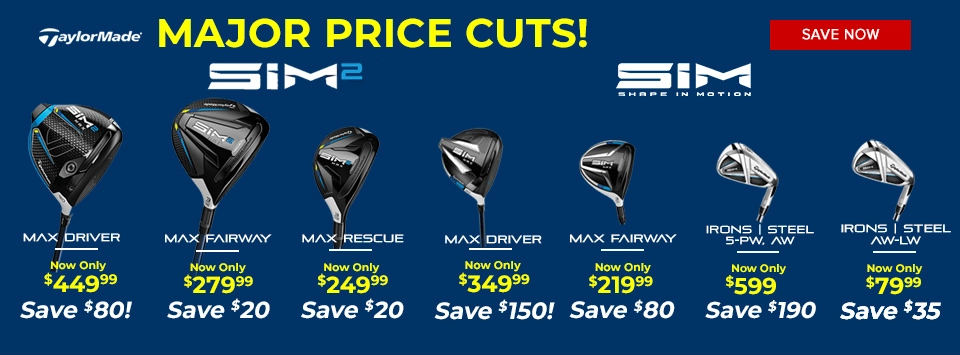 TaylorMade MAJOR PRICE CUTS! SAVE NOW
SIM2
SIM
SHAPE IN MOTION
MAX DRIVER
Now Only
$449.99
Save $80!
MAX FAIRWAY
Now Only
$279.99
Save $20
MAX RESCUE
Now Only
$249.99
Save $20
MAX DRIVER
Now Only
$349.99
Save $150!
MAX FAIRWAY
Now Only
$219.99
Save $80
IRONS | STEEL
5-PW, AW
Now Only
$599
Save $190
IRONS | STEEL
AW-LW
Now Only
$79.99
Save $35